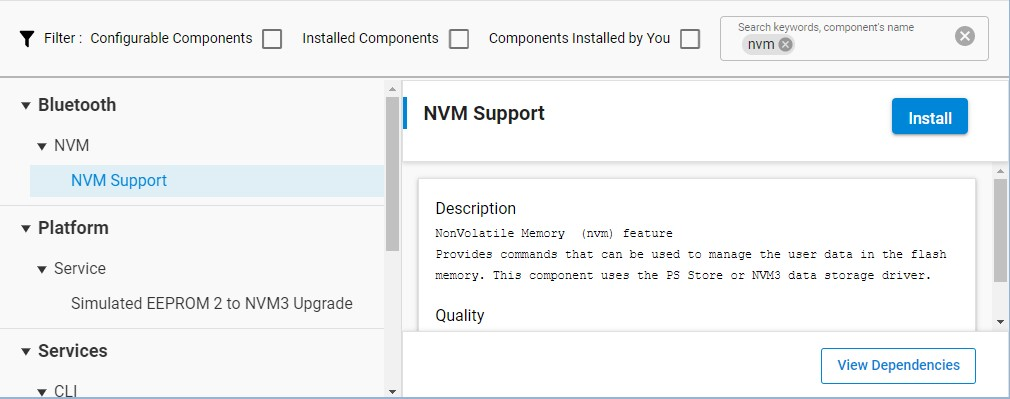 Filter : Configurable Components Installed Components Components Installed by You
Search keywords, component's name
nvm
Bluetooth
NVM
NVM Support
Platform
Service
Simulated EEPROM 2 to NVM3 Upgrade
Services
CLI
NVM Support
Install
Description
NonVolatile Memory (nvm) feature
Provides commands that can be used to manage the user data in the flash
memory. This component uses the PS Store or NVM3 data storage driver.
Quality
View Dependencies